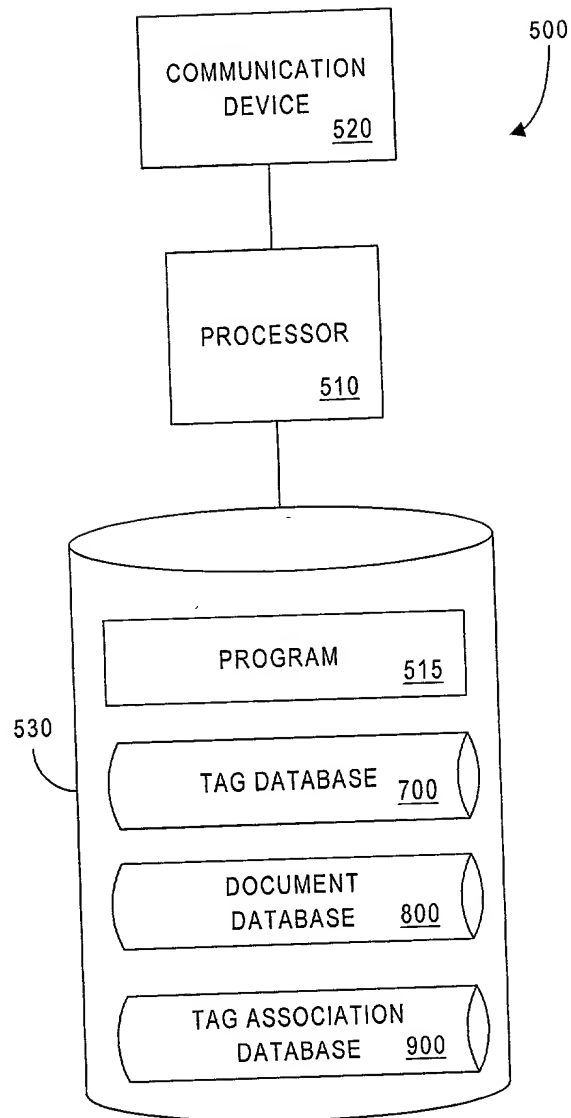 500
COMMUNICATION
DEVICE
520
PROCESSOR
510
PROGRAM
515
530
TAG DATABASE
700
DOCUMENT
DATABASE
800
TAG ASSOCIATION
DATABASE
900